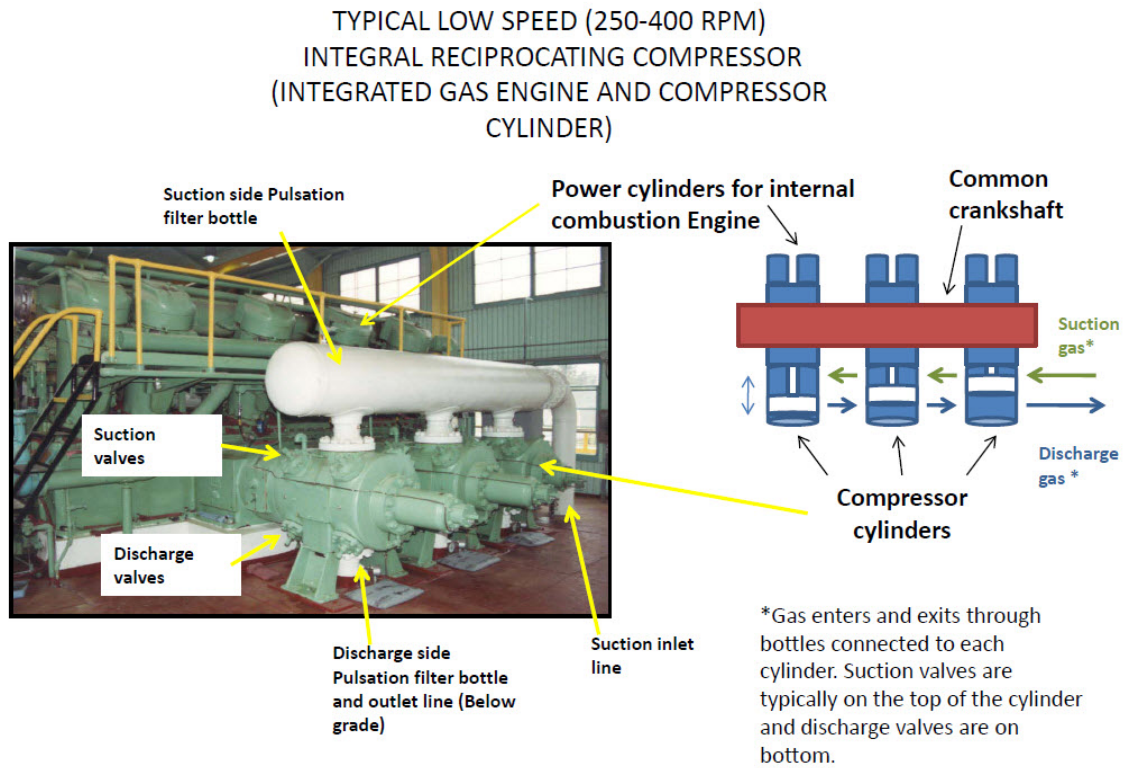 TYPICAL LOW SPEED (250-400 RPM)
INTEGRAL RECIPROCATING COMPRESSOR
(INTEGRATED GAS ENGINE AND COMPRESSOR
CYLINDER)
Suction side Pulsation
filter bottle
Power cylinders for internal
combustion Engine
Common
crankshaft
Suction
gas*
Suction
valves
Discharge
valves
Discharge
gas *
Compressor
cylinders
Discharge side
Pulsation filter bottle
and outlet line (Below
grade)
Suction inlet
line
*Gas enters and exits through
bottles connected to each
cylinder. Suction valves are
typically on the top of the cylinder
and discharge valves are on
bottom.